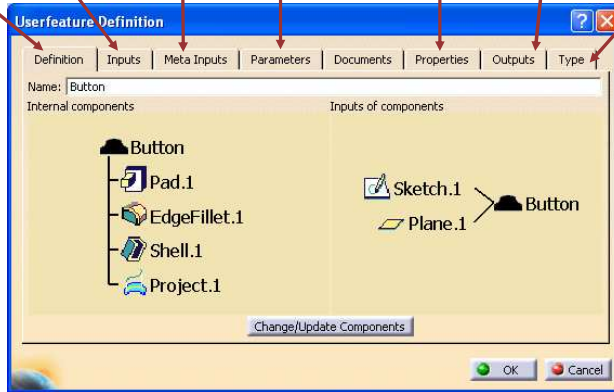 Userfeature Definition
Definition Inputs Meta Inputs Parameters Documents Properties Outputs Type
Name: Button
Internal components Inputs of components
Button
Pad.1
EdgeFillet.1
Shell.1
Project.1
Sketch.1
Plane.1
Button
Change/Update Components
OK Cancel